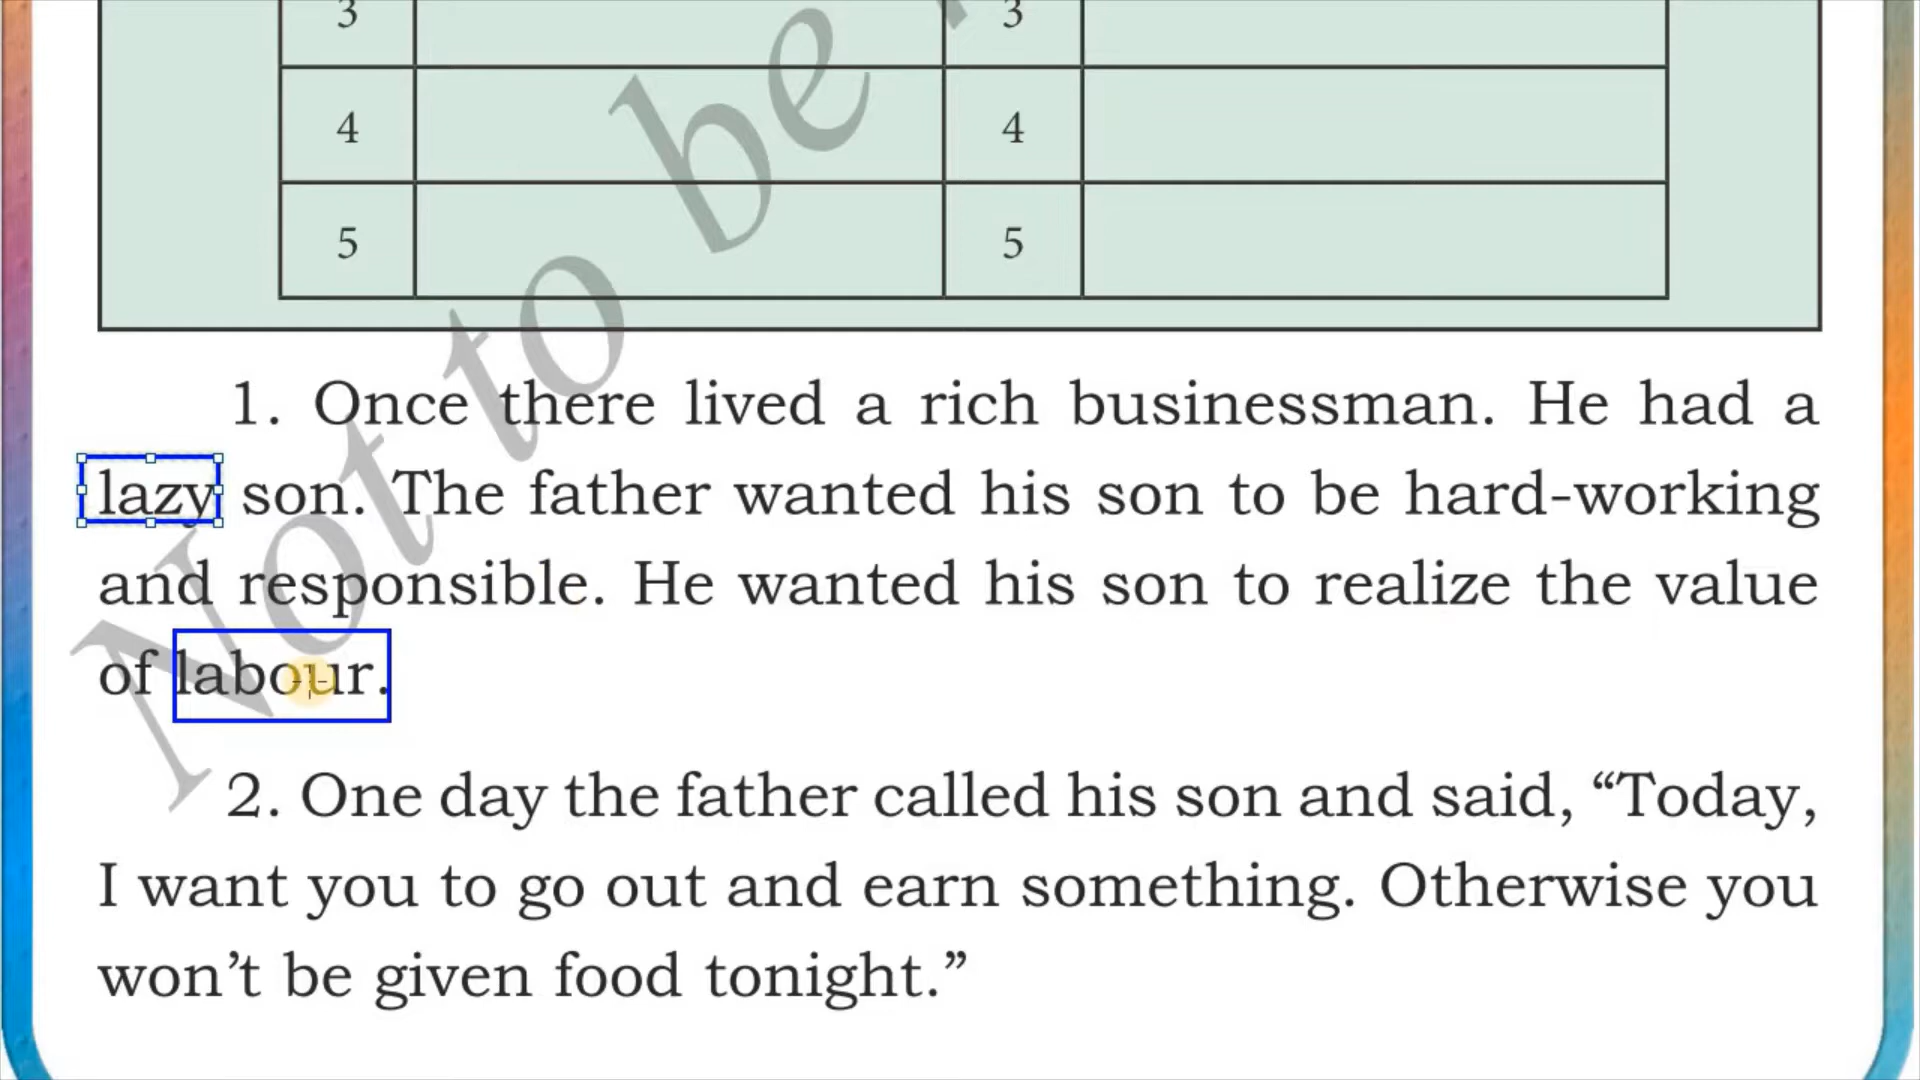 3 3
4 4
5 5
Not to be
1. Once there lived a rich businessman. He had a
lazy son. The father wanted his son to be hard-working
and responsible. He wanted his son to realize the value
of labour.
2. One day the father called his son and said, “Today,
I want you to go out and earn something. Otherwise you
won’t be given food tonight.”